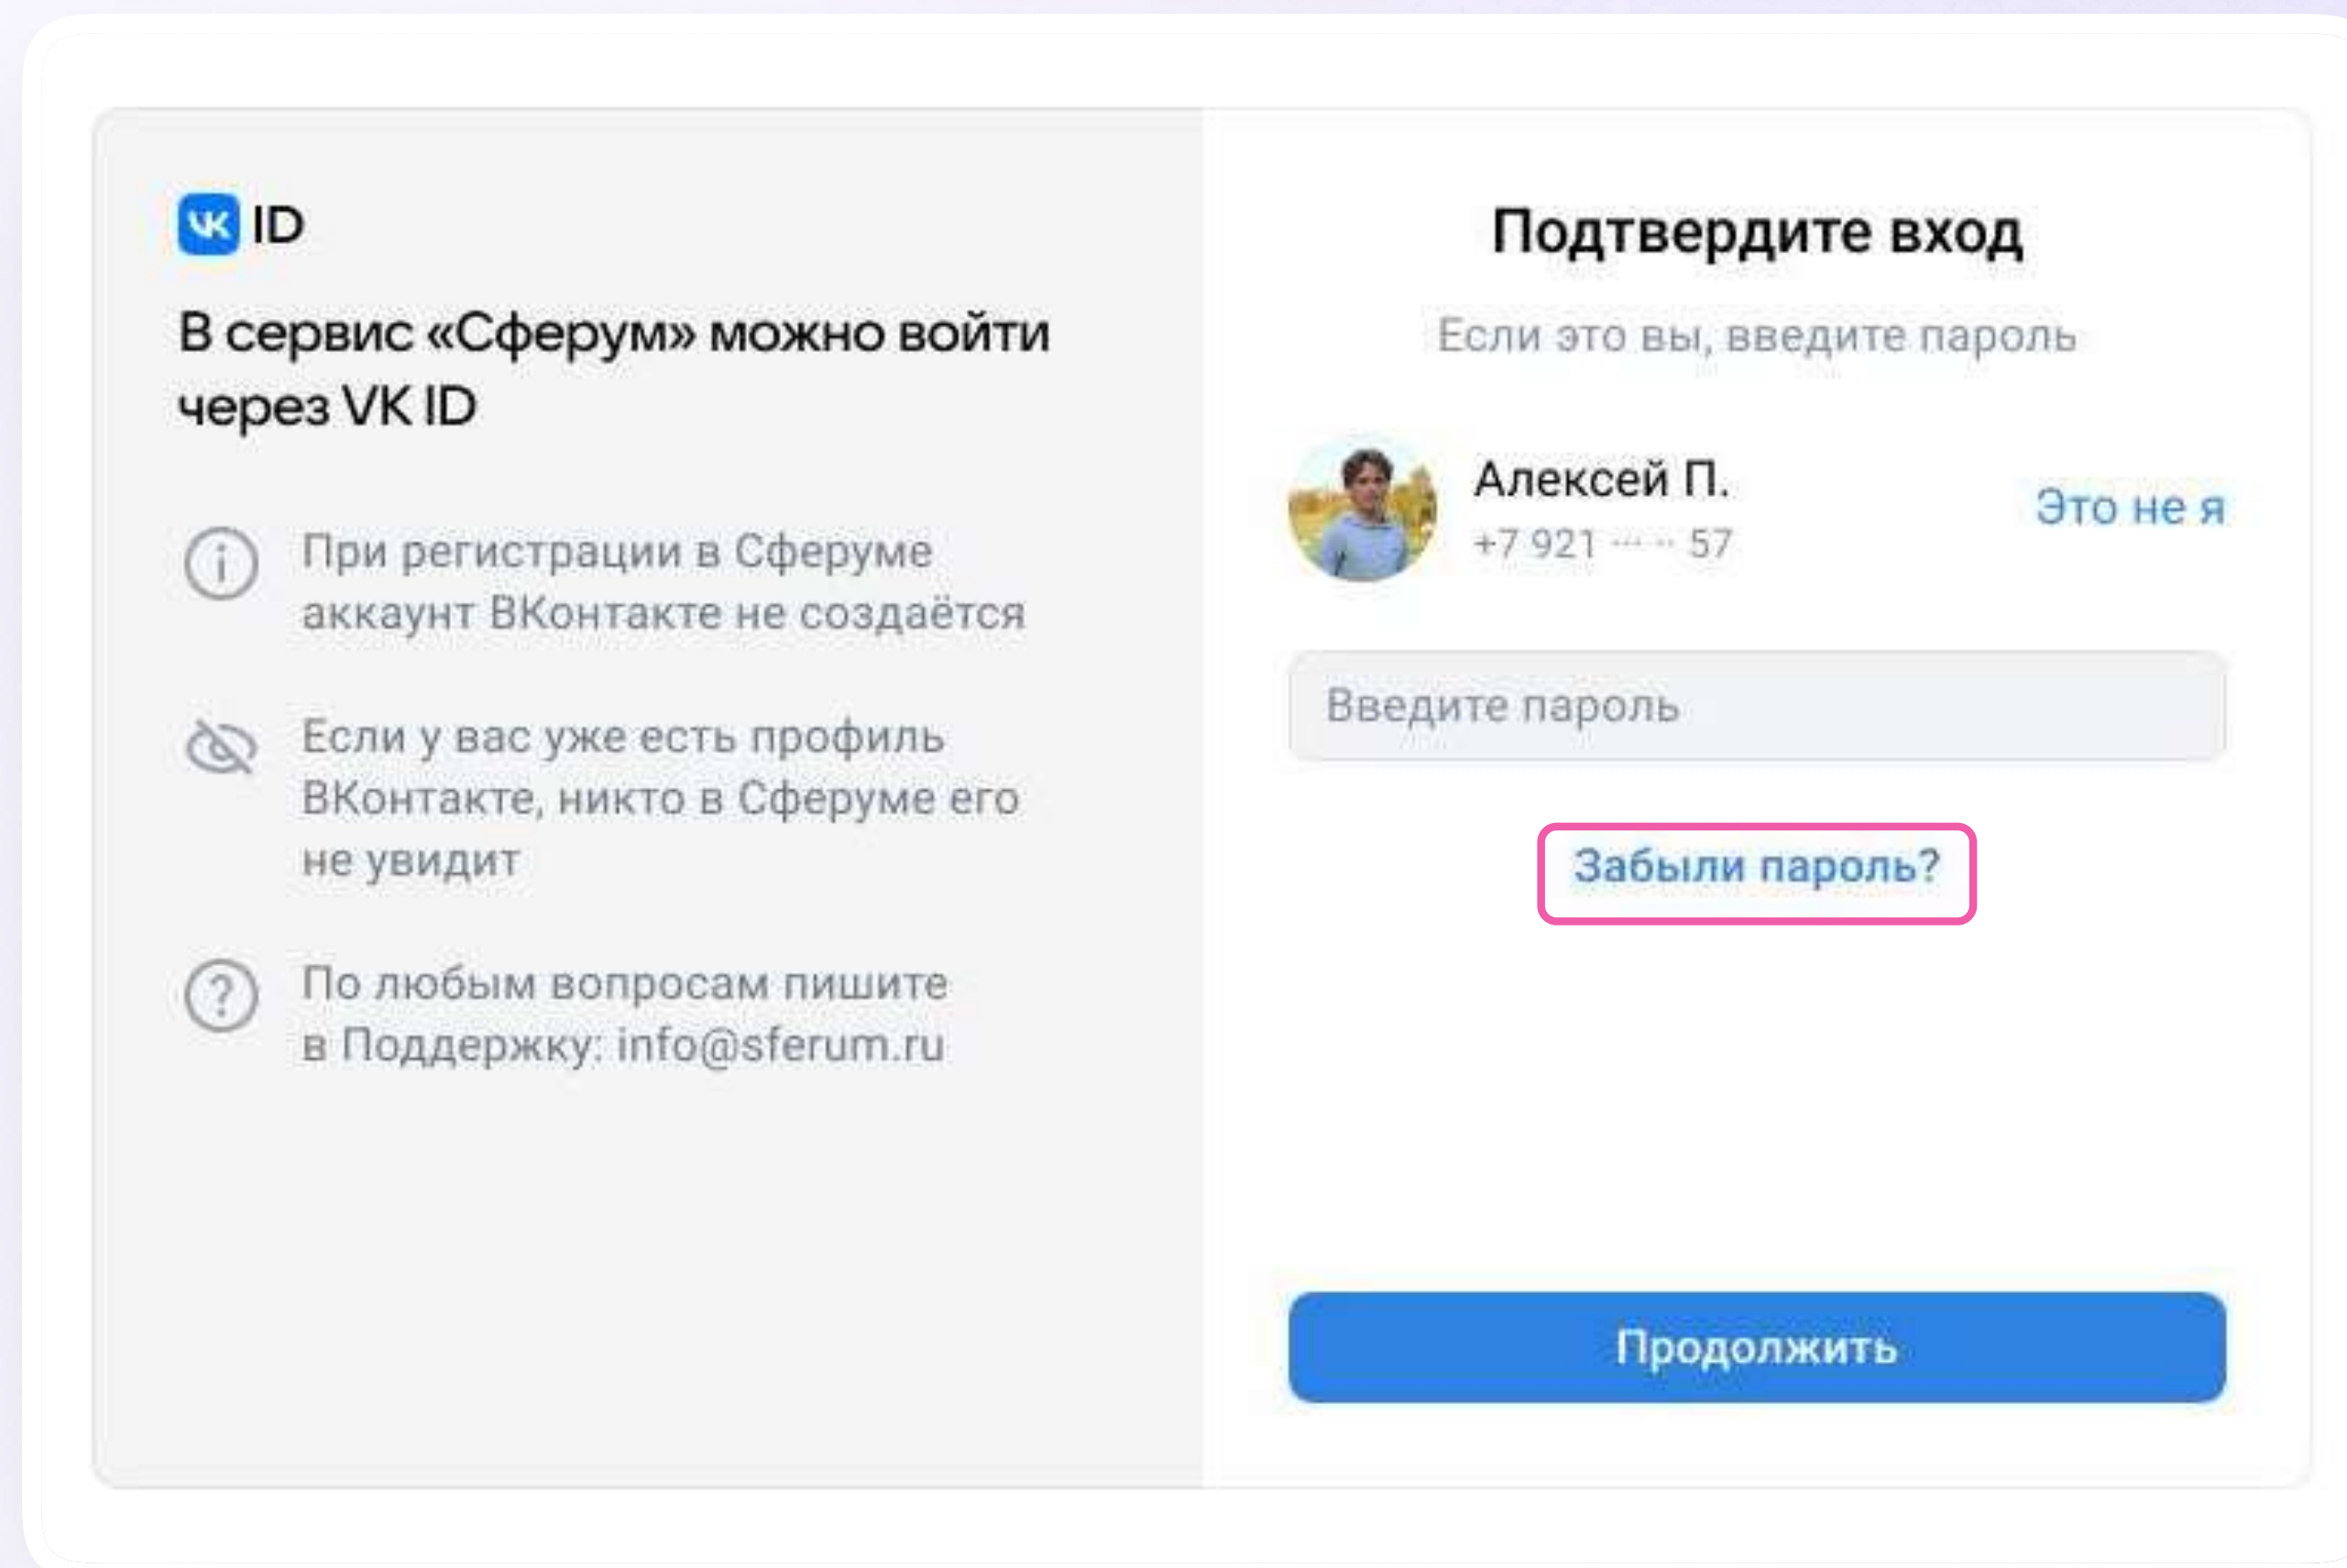 VK ID
В сервис «Сферум» можно войти
через VK ID
При регистрации в Сферуме
аккаунт ВКонтакте не создаётся
Если у вас уже есть профиль
ВКонтакте, никто в Сферуме его
не увидит
По любым вопросам пишите
в Поддержку: info@sferum.ru
Подтвердите вход
Если это вы, введите пароль
Алексей П.
+7 921 ··· ·· 57
Это не я
Введите пароль
Забыли пароль?
Продолжить